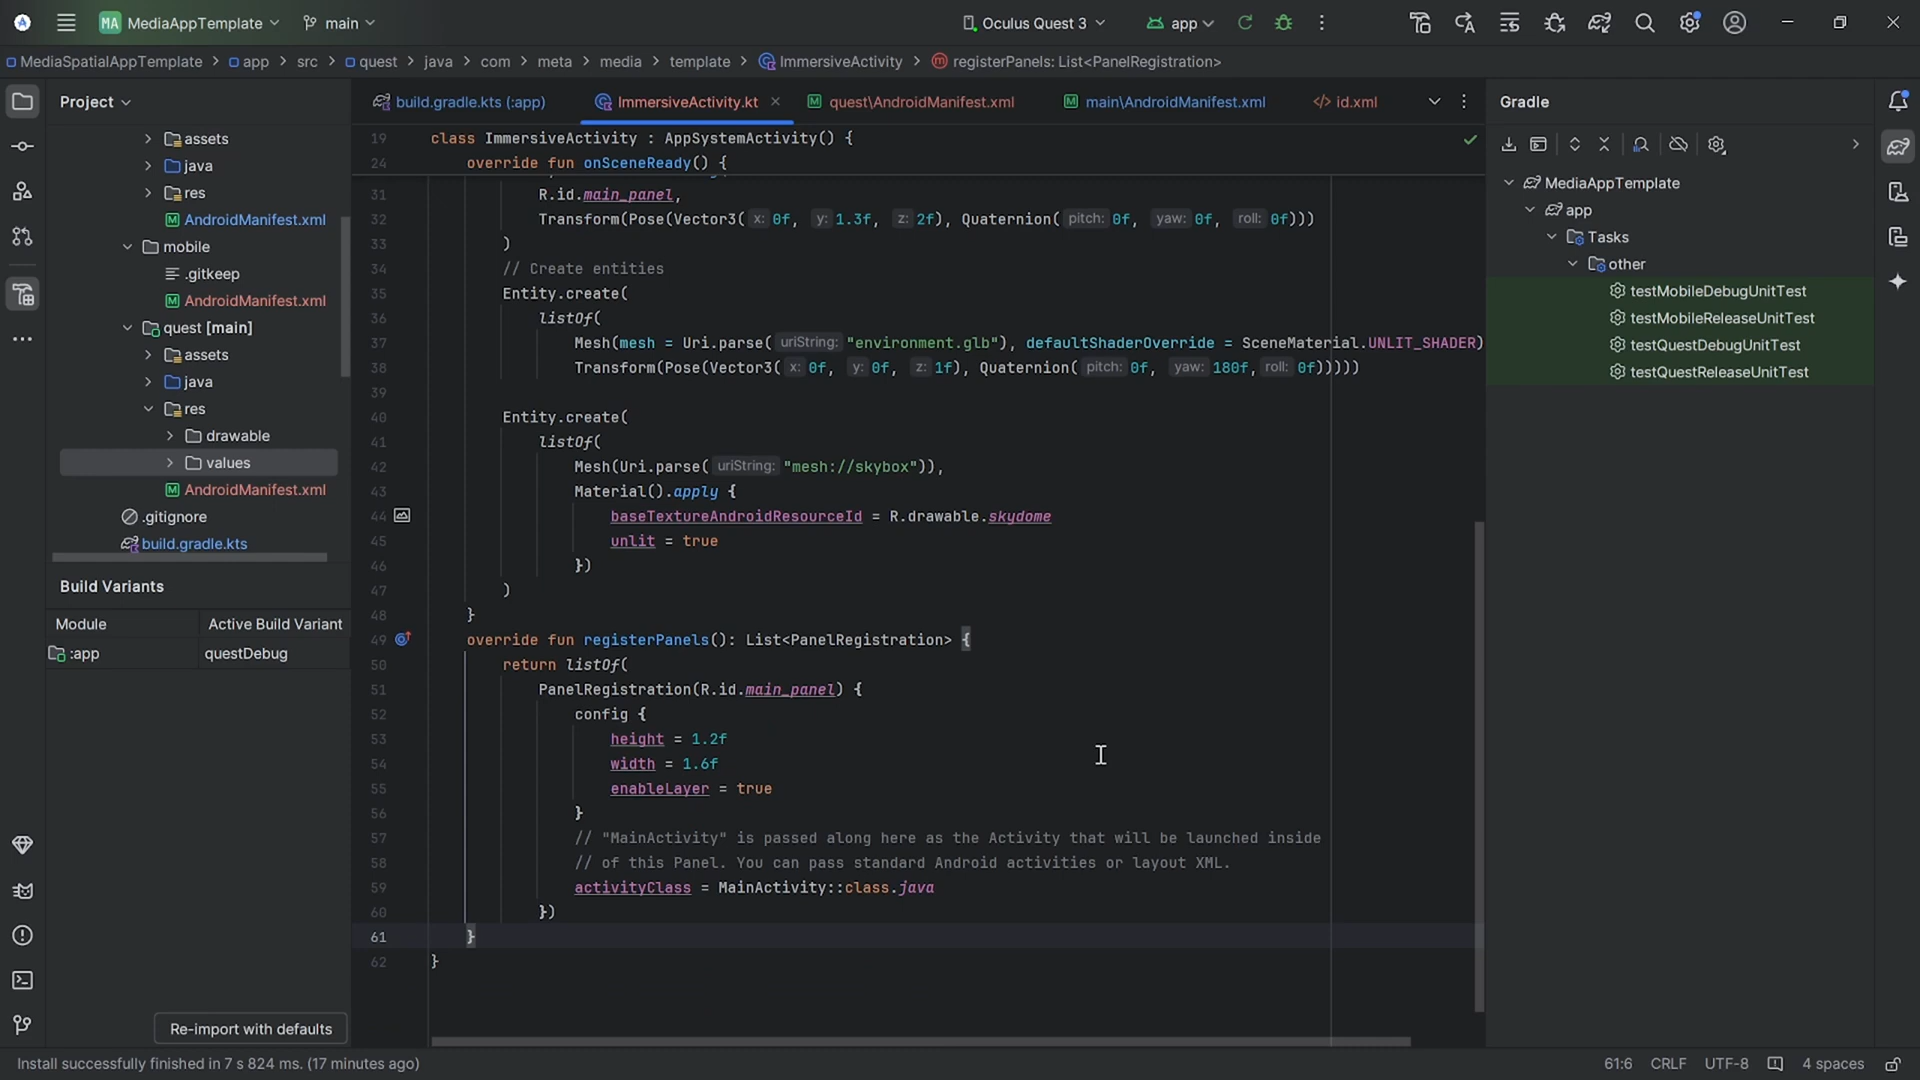 MA MediaAppTemplate main Oculus Quest 3 app
MediaSpatialAppTemplate > app > src > quest > java > com > meta > media > template > ImmersiveActivity > registerPanels: List<PanelRegistration>
Project
assets
java
res
AndroidManifest.xml
mobile
.gitkeep
AndroidManifest.xml
quest [main]
assets
java
res
drawable
values
AndroidManifest.xml
.gitignore
build.gradle.kts
Build Variants
Module Active Build Variant
:app questDebug
Re-import with defaults
build.gradle.kts (:app) ImmersiveActivity.kt quest\AndroidManifest.xml main\AndroidManifest.xml id.xml
19 class ImmersiveActivity : AppSystemActivity() {
24 override fun onSceneReady() {
31 R.id.main_panel,
32 Transform(Pose(Vector3( x: 0f, y: 1.3f, z: 2f), Quaternion( pitch: 0f, yaw: 0f, roll: 0f)))
33 )
34 // Create entities
35 Entity.create(
36 listOf(
37 Mesh(mesh = Uri.parse( uriString: "environment.glb"), defaultShaderOverride = SceneMaterial.UNLIT_SHADER)
38 Transform(Pose(Vector3( x: 0f, y: 0f, z: 1f), Quaternion( pitch: 0f, yaw: 180f, roll: 0f)))))
39
40 Entity.create(
41 listOf(
42 Mesh(Uri.parse( uriString: "mesh://skybox")),
43 Material().apply {
44 baseTextureAndroidResourceId = R.drawable.skydome
45 unlit = true
46 })
47 )
48 }
49 override fun registerPanels(): List<PanelRegistration> {
50 return listOf(
51 PanelRegistration(R.id.main_panel) {
52 config {
53 height = 1.2f
54 width = 1.6f
55 enableLayer = true
56 }
57 // "MainActivity" is passed along here as the Activity that will be launched inside
58 // of this Panel. You can pass standard Android activities or layout XML.
59 activityClass = MainActivity::class.java
60 })
61 }
62 }
Gradle
MediaAppTemplate
app
Tasks
other
testMobileDebugUnitTest
testMobileReleaseUnitTest
testQuestDebugUnitTest
testQuestReleaseUnitTest
Install successfully finished in 7 s 824 ms. (17 minutes ago) 61:6 CRLF UTF-8 4 spaces